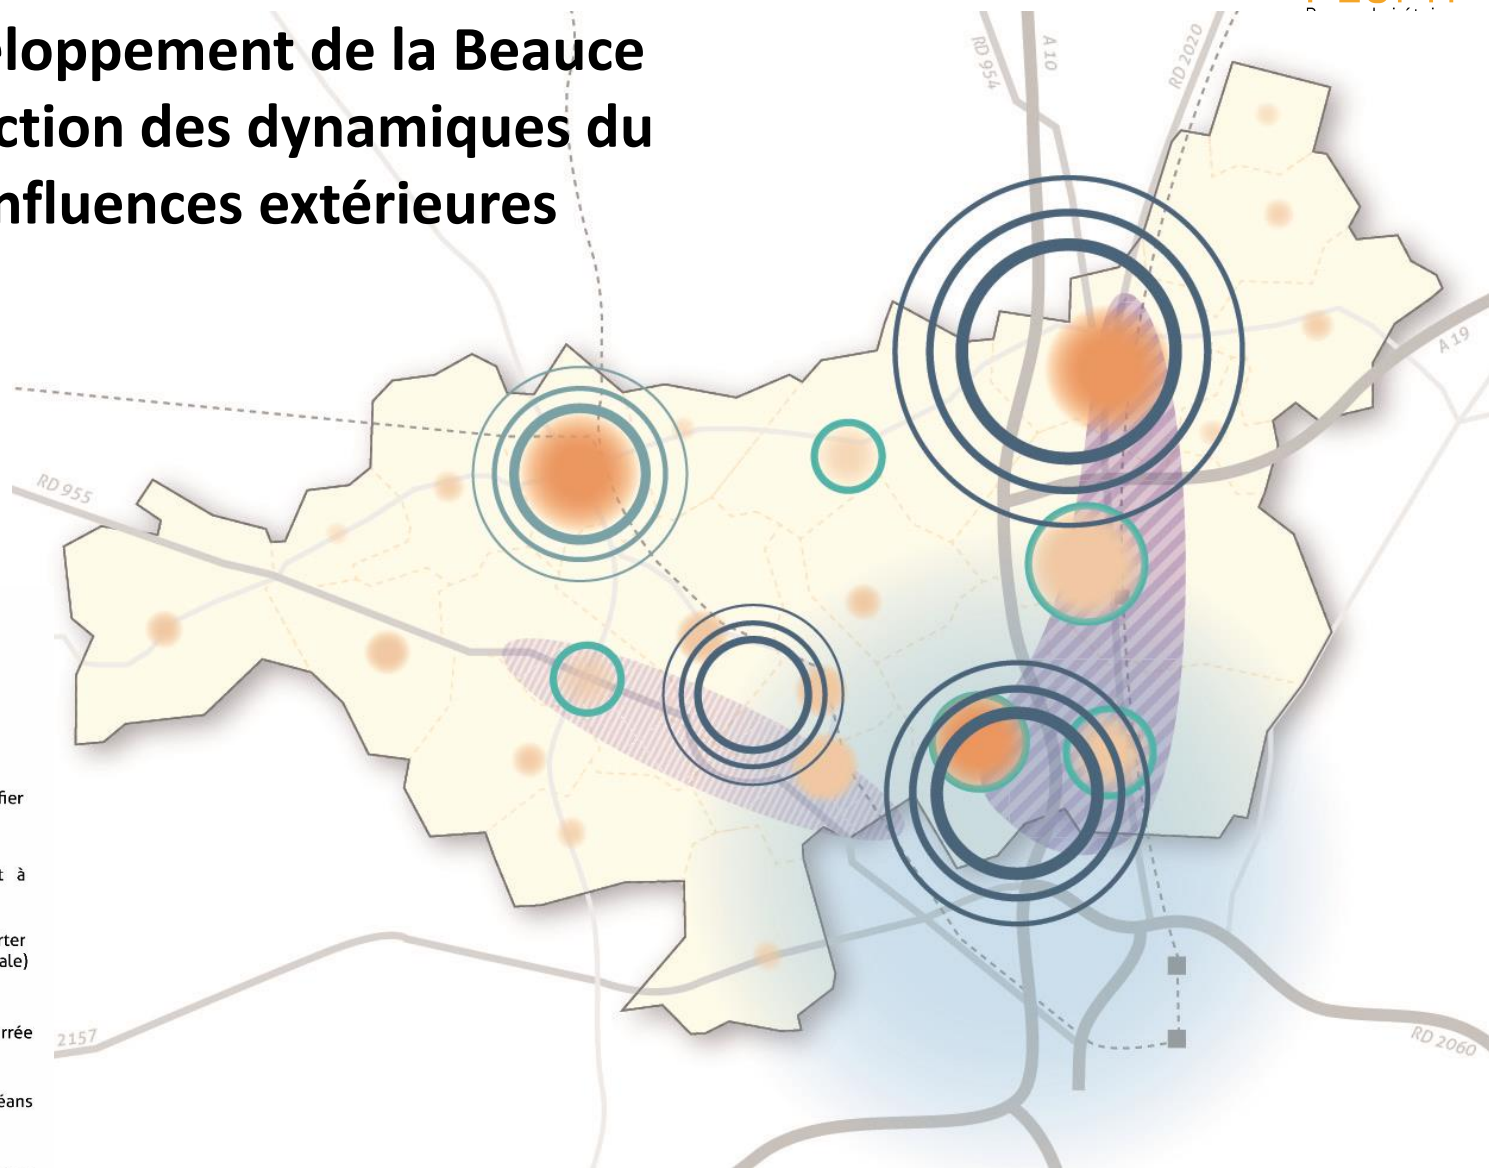 eloppement de la Beauce
ction des dynamiques du
nfluences extérieures
RD 954
A 10
RD 2020
A 19
RD 955
fier
t à
rter
ale)
rrée
2157
éans
RD 2060